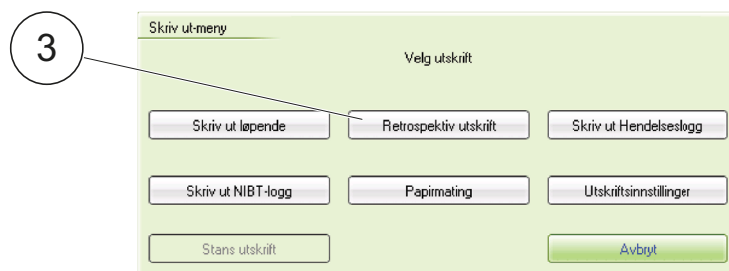 Skriv ut-meny
3
Velg utskrift
Skriv ut løpende Retrospektiv utskrift Skriv ut Hendelseslogg
Skriv ut NIBT-logg Papirmating Utskriftsinnstillinger
Stans utskrift Avbryt